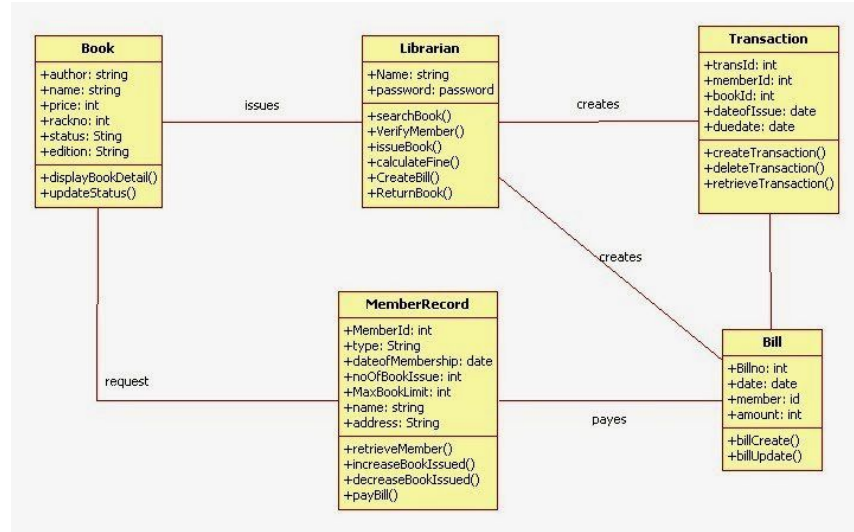 Book
+author: string
+name: string
+price: int
+rackno: int
+status: Sting
+edition: String
+displayBookDetail()
+updateStatus()
issues
Librarian
+Name: string
+password: password
+searchBook()
+VerifyMember()
+issueBook()
+calculateFine()
+CreateBill()
+ReturnBook()
creates
Transaction
+transId: int
+memberId: int
+bookId: int
+dateofIssue: date
+duedate: date
+createTransaction()
+deleteTransaction()
+retrieveTransaction()
creates
request
MemberRecord
+MemberId: int
+type: String
+dateofMembership: date
+noOfBookIssue: int
+MaxBookLimit: int
+name: string
+address: String
+retrieveMember()
+increaseBookIssued()
+decreaseBookIssued()
+payBill()
payes
Bill
+Billno: int
+date: date
+member: id
+amount: int
+billCreate()
+billUpdate()